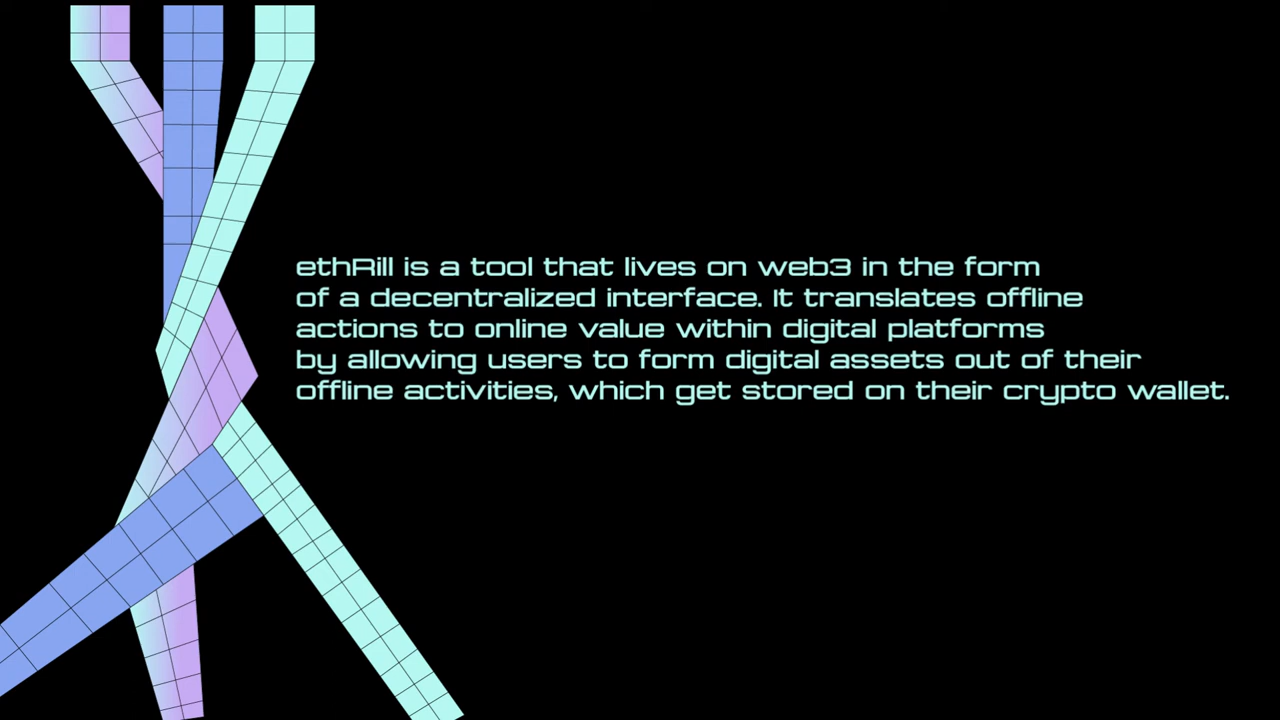 ethRill is a tool that lives on web3 in the form
of a decentralized interface. It translates offline
actions to online value within digital platforms
by allowing users to form digital assets out of their
offline activities, which get stored on their crypto wallet.